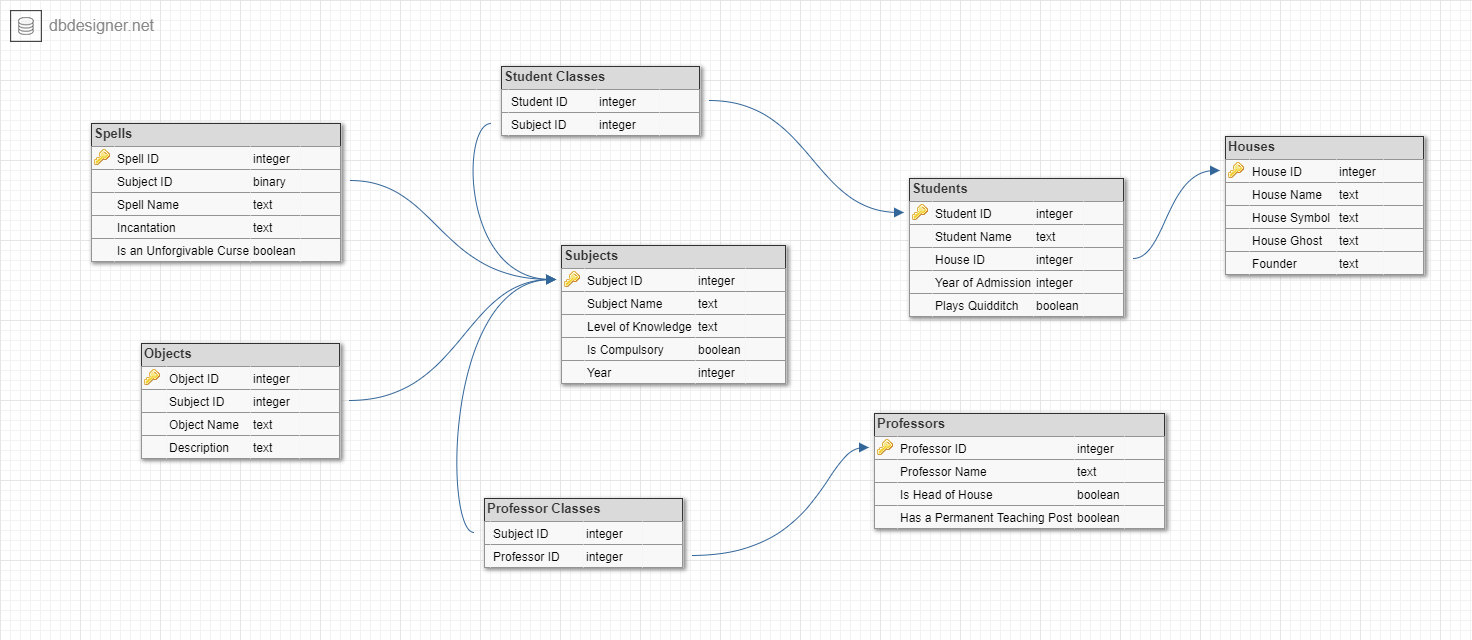 dbdesigner.net
Student Classes
Student ID integer
Subject ID integer
Spells
Spell ID integer
Subject ID binary
Spell Name text
Incantation text
Is an Unforgivable Curse boolean
Houses
House ID integer
House Name text
House Symbol text
House Ghost text
Founder text
Students
Student ID integer
Student Name text
House ID integer
Year of Admission integer
Plays Quidditch boolean
Subjects
Subject ID integer
Subject Name text
Level of Knowledge text
Is Compulsory boolean
Year integer
Objects
Object ID integer
Subject ID integer
Object Name text
Description text
Professors
Professor ID integer
Professor Name text
Is Head of House boolean
Has a Permanent Teaching Post boolean
Professor Classes
Subject ID integer
Professor ID integer